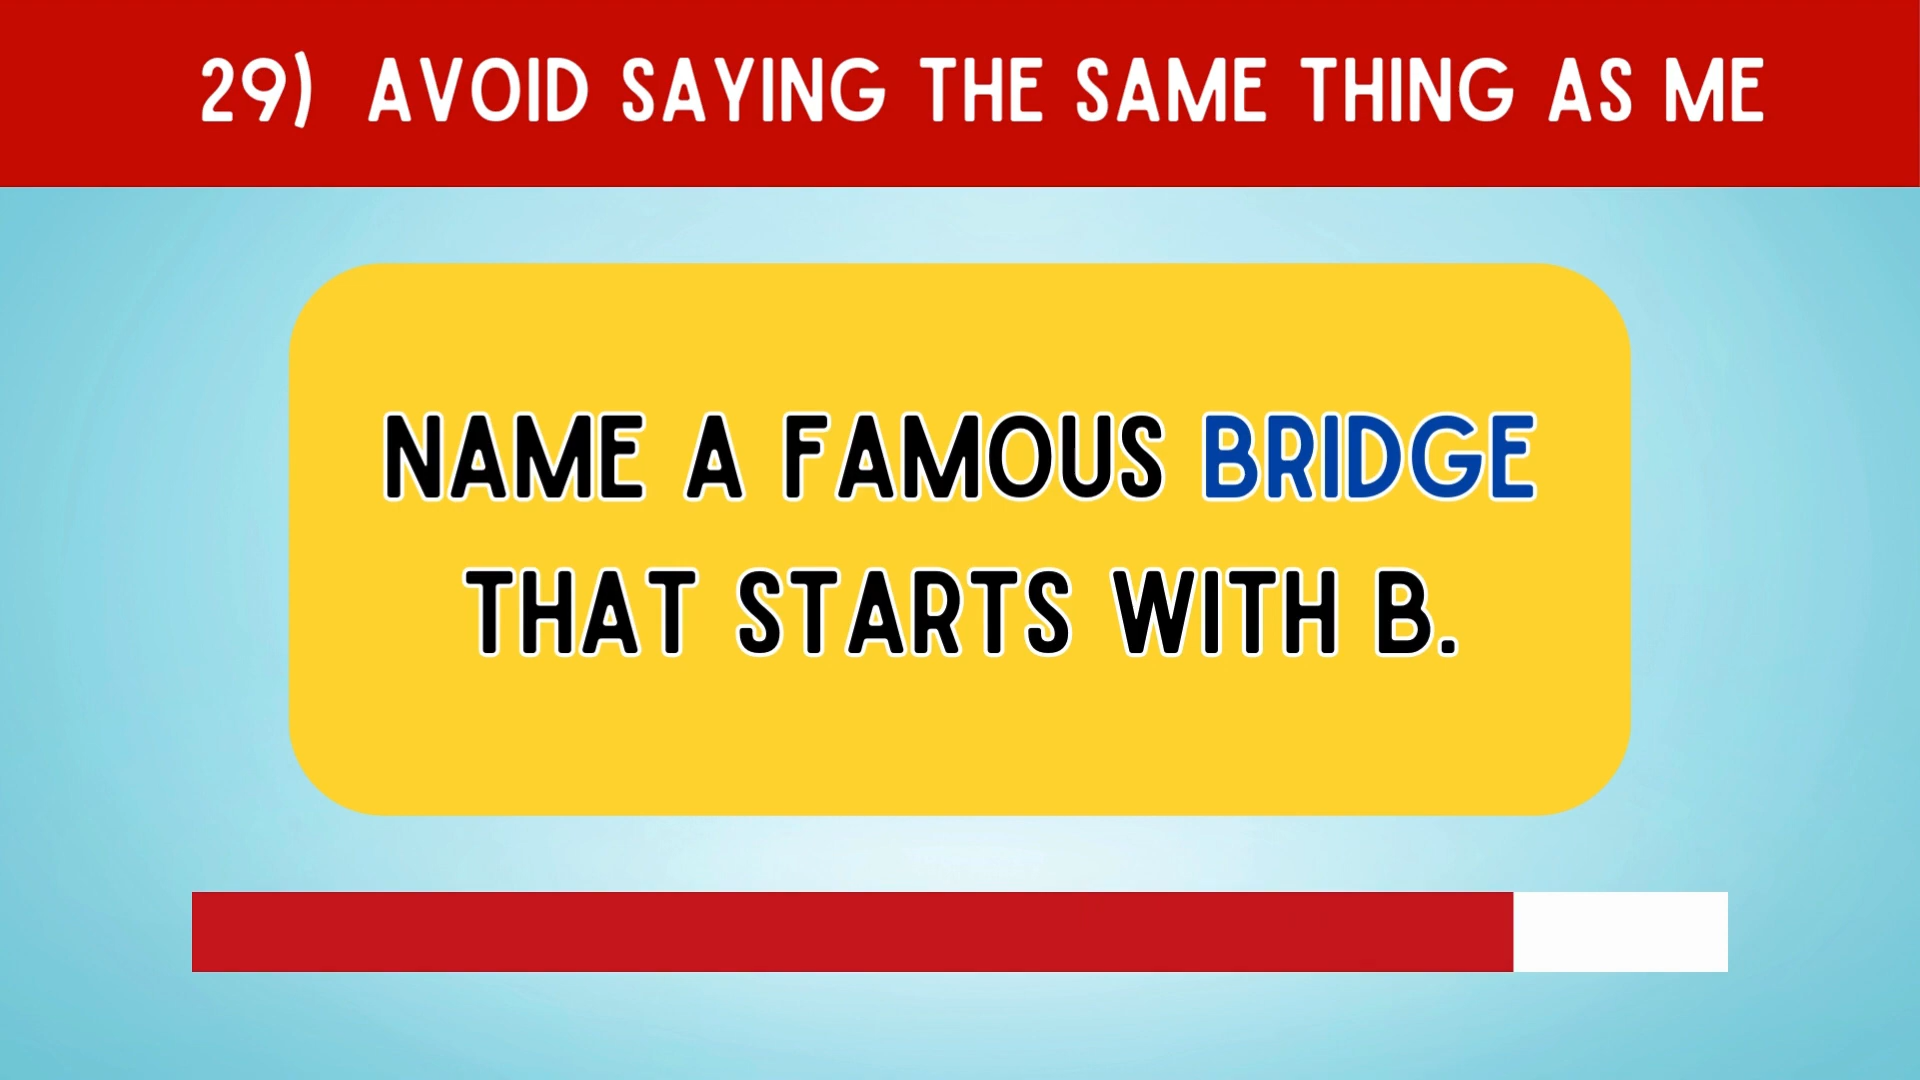 29) AVOID SAYING THE SAME THING AS ME
NAME A FAMOUS BRIDGE
THAT STARTS WITH B.